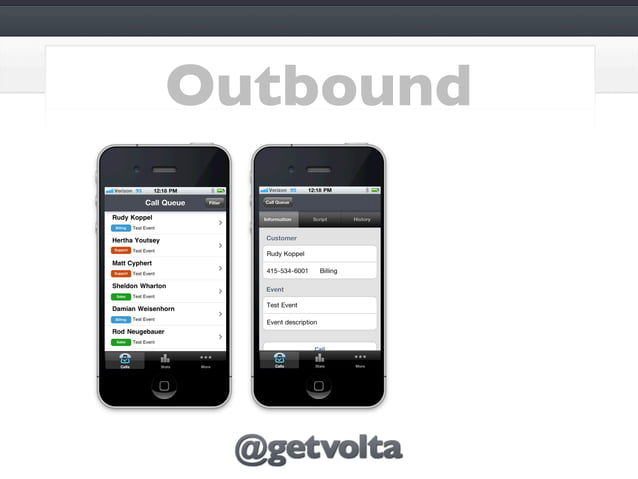 Outbound
Verizon 12:18 PM
Call Queue Filter
Rudy Koppel
Billing Test Event
Hertha Youtsey
Support Test Event
Matt Cyphert
Support Test Event
Sheldon Wharton
Sales Test Event
Damian Weisenhorn
Billing Test Event
Rod Neugebauer
Sales Test Event
Calls Stats More
Verizon 12:18 PM
Call Queue
Information Script History
Customer
Rudy Koppel
415-534-6001 Billing
Event
Test Event
Event description
Call
Calls Stats More
@getvolta